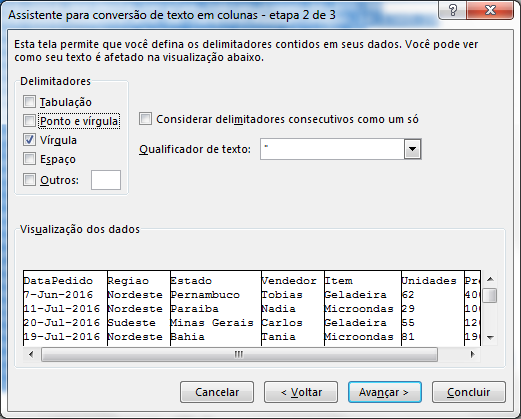 Assistente para conversão de texto em colunas - etapa 2 de 3
Esta tela permite que você defina os delimitadores contidos em seus dados. Você pode ver
como seu texto é afetado na visualização abaixo.
Delimitadores
Tabulação
Ponto e vírgula
Vírgula
Espaço
Outros:
Considerar delimitadores consecutivos como um só
Qualificador de texto: "
Visualização dos dados
DataPedido Regiao Estado Vendedor Item Unidades Pre
7-Jun-2016 Nordeste Pernambuco Tobias Geladeira 62 400
11-Jul-2016 Nordeste Paraiba Nadia Microondas 29 100
20-Jul-2016 Sudeste Minas Gerais Carlos Geladeira 55 120
19-Jul-2016 Nordeste Bahia Tania Microondas 81 190
Cancelar < Voltar Avançar > Concluir